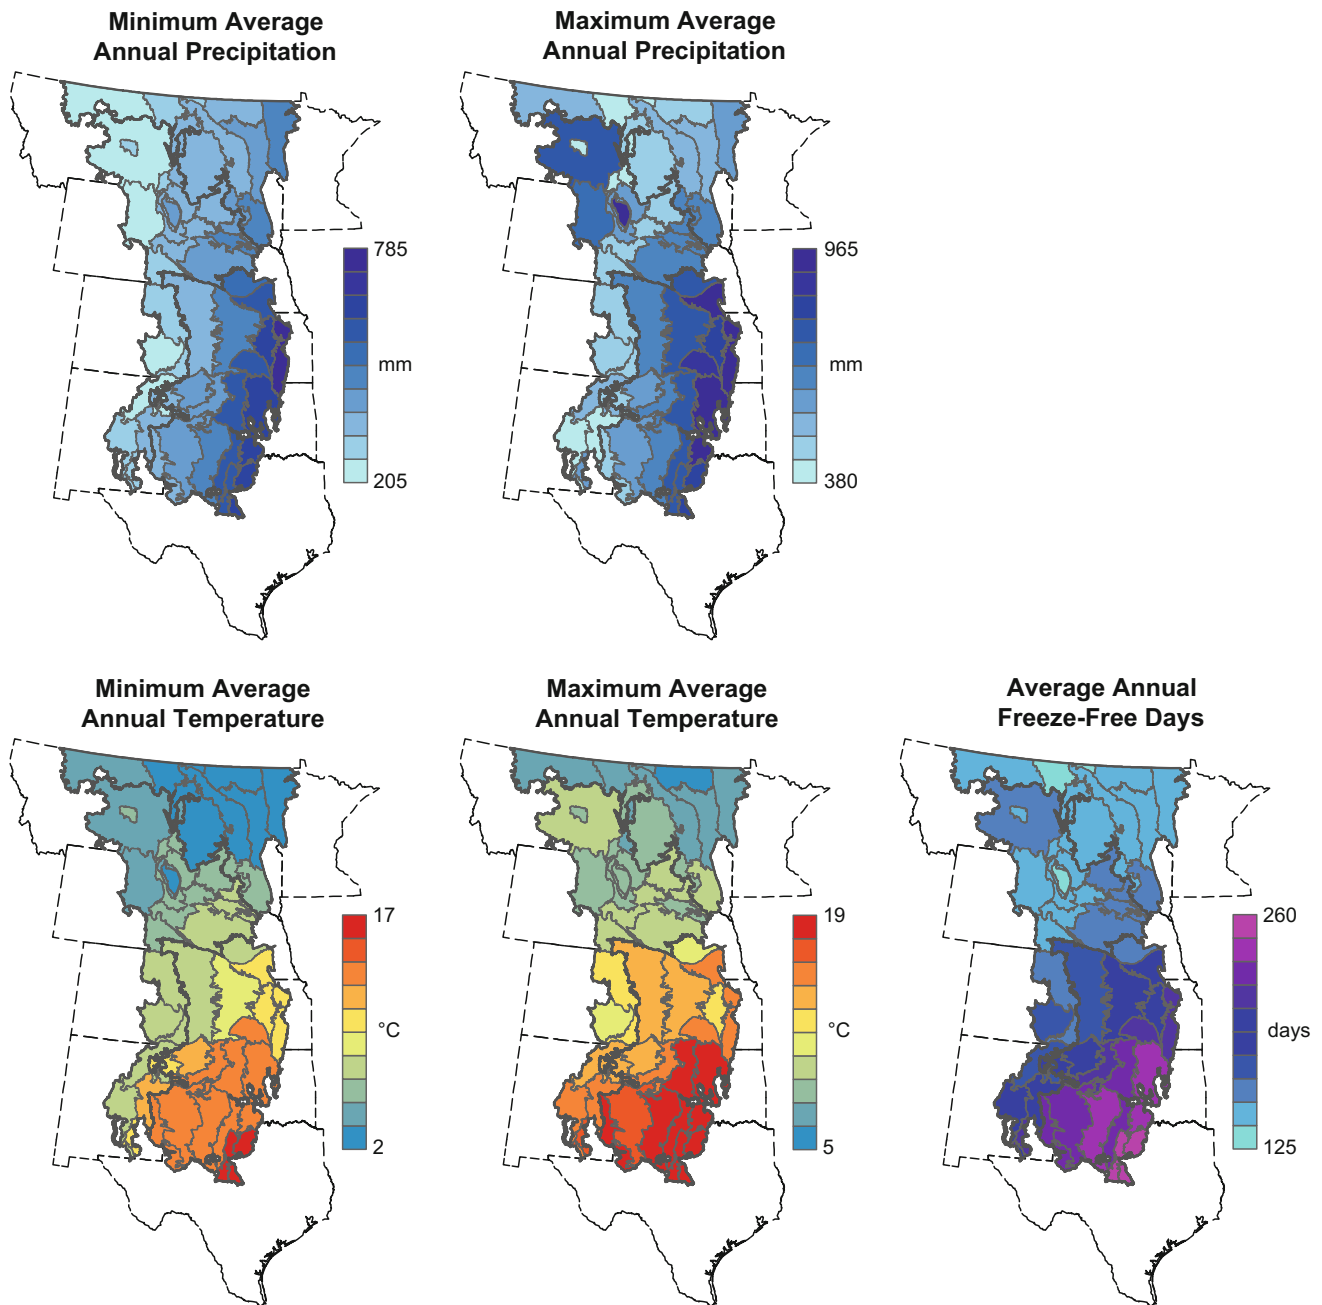 Minimum Average
Annual Precipitation
Maximum Average
Annual Precipitation
785
mm
205
965
mm
380
Minimum Average
Annual Temperature
Maximum Average
Annual Temperature
Average Annual
Freeze-Free Days
17
°C
2
19
°C
5
260
days
125